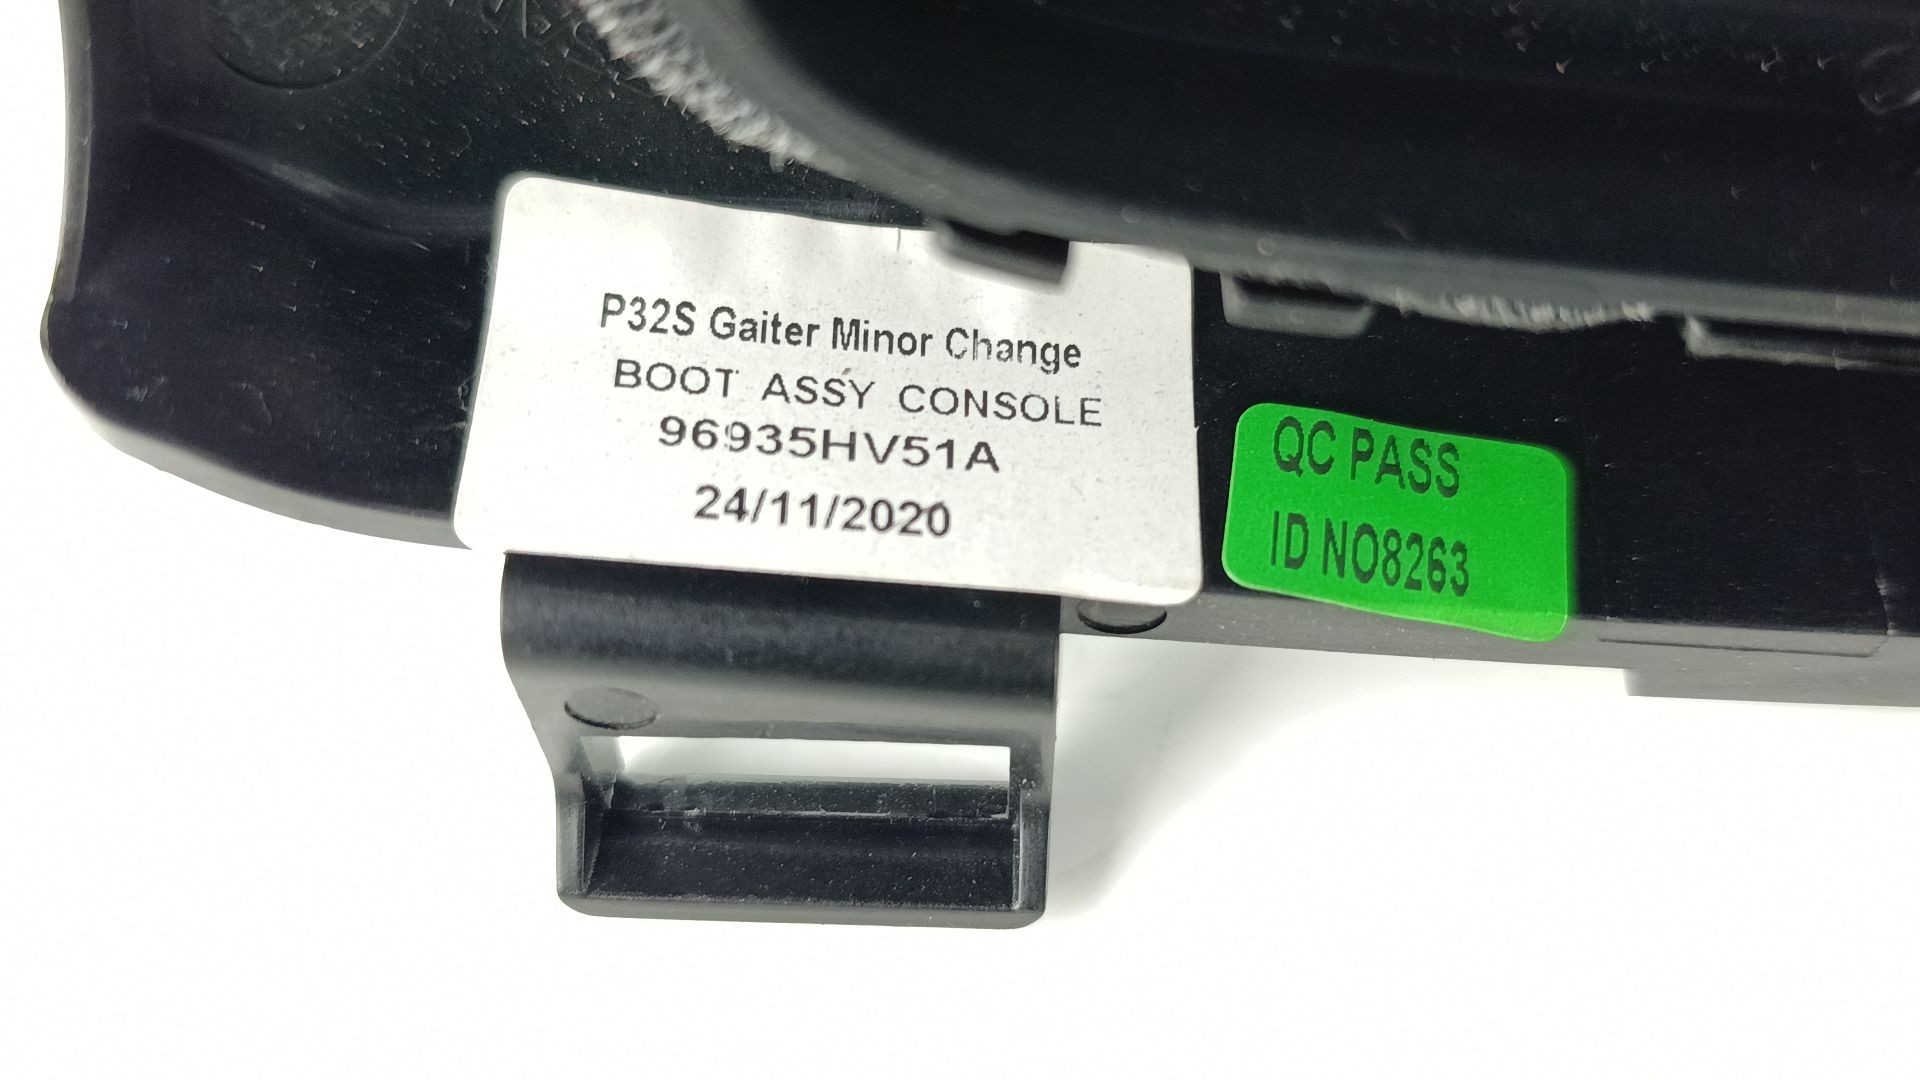 P32S Gaiter Minor Change
BOOT ASSY CONSOLE
96935HV51A
24/11/2020
QC PASS
ID NO8263